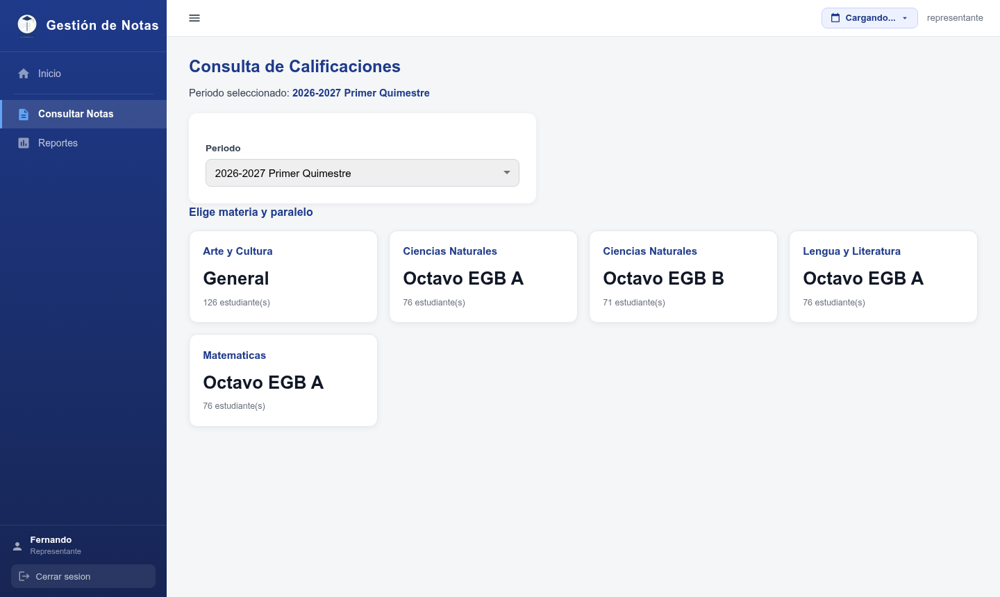 Gestión de Notas
Cargando...
representante
Inicio
Consultar Notas
Reportes
Consulta de Calificaciones
Periodo seleccionado: 2026-2027 Primer Quimestre
Periodo
2026-2027 Primer Quimestre
Elige materia y paralelo
Arte y Cultura
General
126 estudiante(s)
Ciencias Naturales
Octavo EGB A
76 estudiante(s)
Ciencias Naturales
Octavo EGB B
71 estudiante(s)
Lengua y Literatura
Octavo EGB A
76 estudiante(s)
Matematicas
Octavo EGB A
76 estudiante(s)
Fernando
Representante
Cerrar sesion